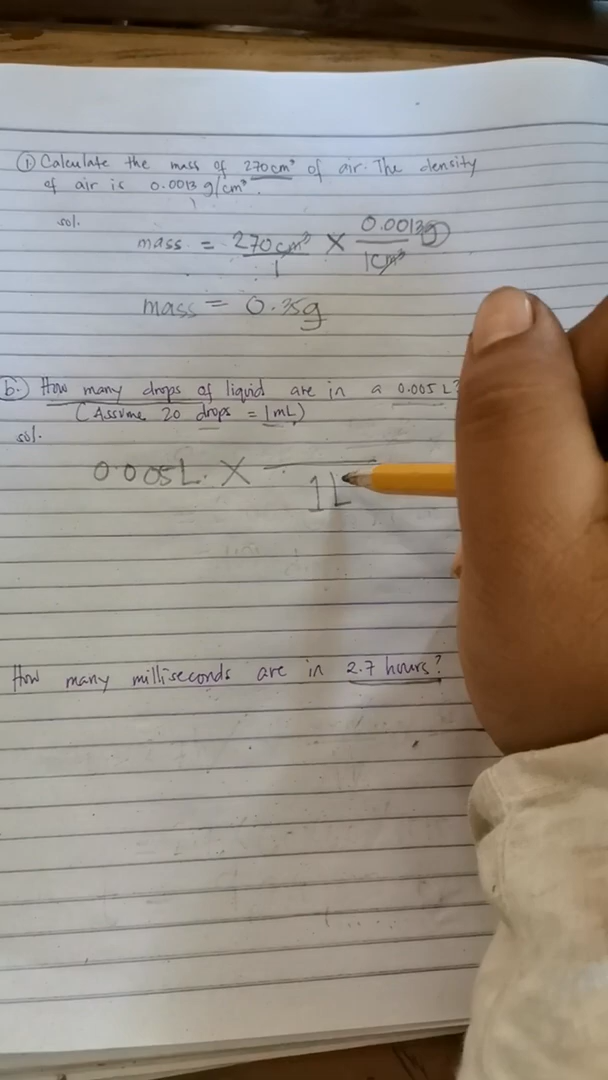 ① Calculate the mass of 270cm³ of air. The density
of air is 0.0013 g/cm³.
sol.
mass = 270cm³/1 × 0.0013g/1cm³
mass = 0.35g
b.) How many drops of liquid are in a 0.005 L?
(Assume 20 drops = 1mL)
sol.
0.005L. ×
1L
How many milliseconds are in 2.7 hours?